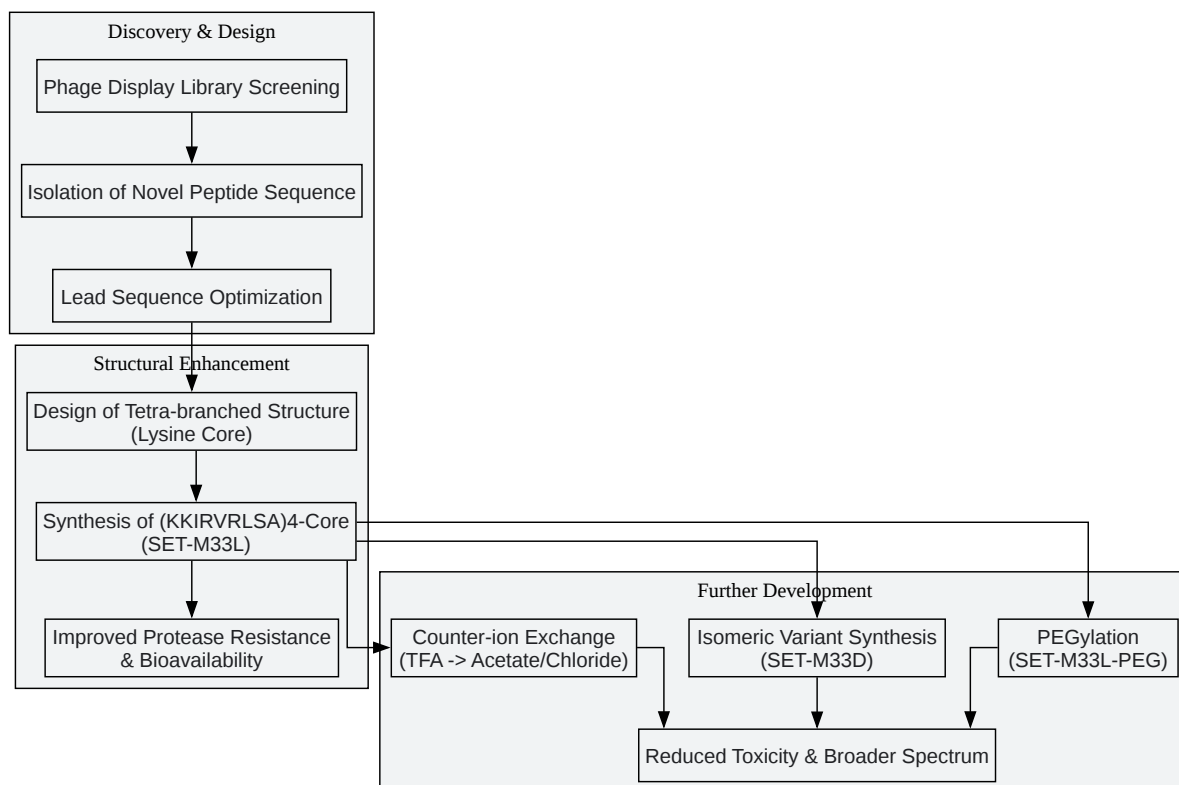 Discovery & Design
Phage Display Library Screening
Isolation of Novel Peptide Sequence
Lead Sequence Optimization
Structural Enhancement
Design of Tetra-branched Structure
(Lysine Core)
Synthesis of (KKIRVRLSA)4-Core
(SET-M33L)
Improved Protease Resistance
& Bioavailability
Further Development
Counter-ion Exchange
(TFA -> Acetate/Chloride)
Isomeric Variant Synthesis
(SET-M33D)
PEGylation
(SET-M33L-PEG)
Reduced Toxicity & Broader Spectrum